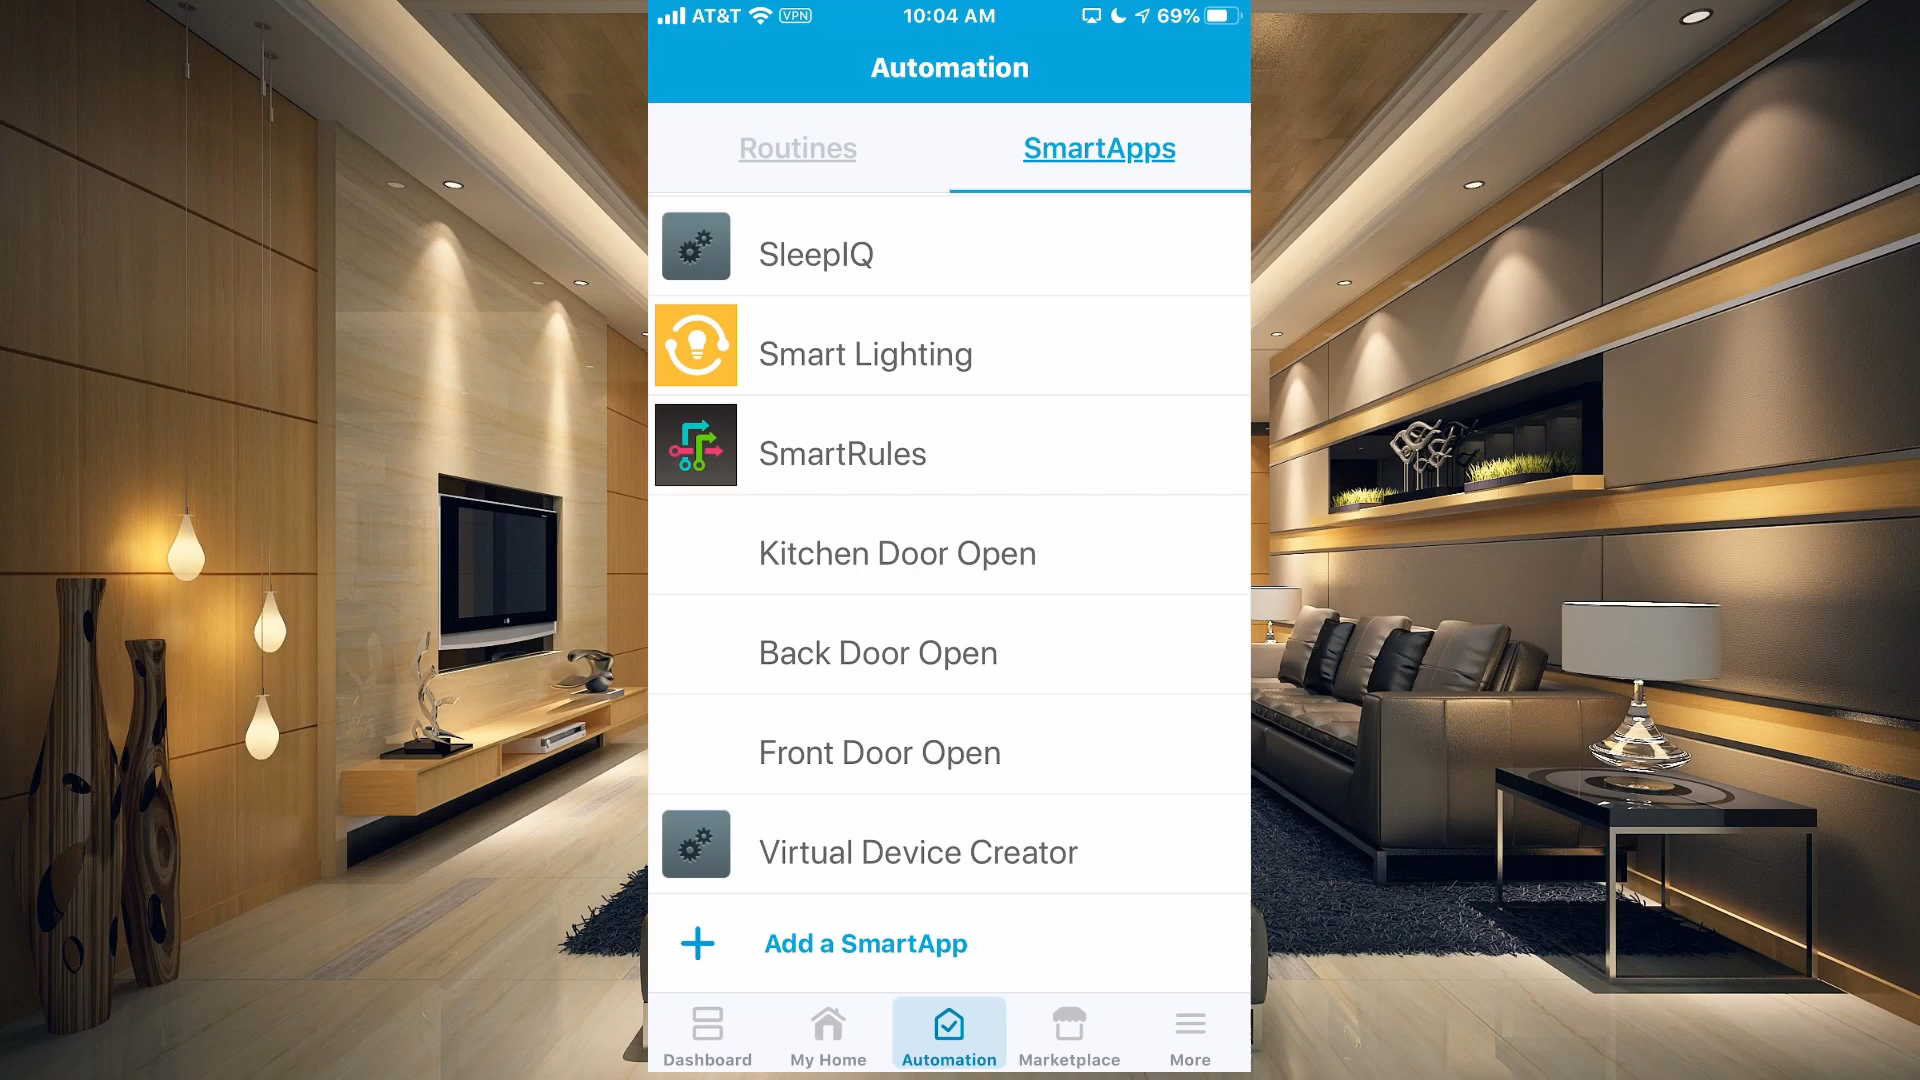 AT&T VPN 10:04 AM 69%
Automation
Routines SmartApps
SleepIQ
Smart Lighting
SmartRules
Kitchen Door Open
Back Door Open
Front Door Open
Virtual Device Creator
Add a SmartApp
Dashboard My Home Automation Marketplace More